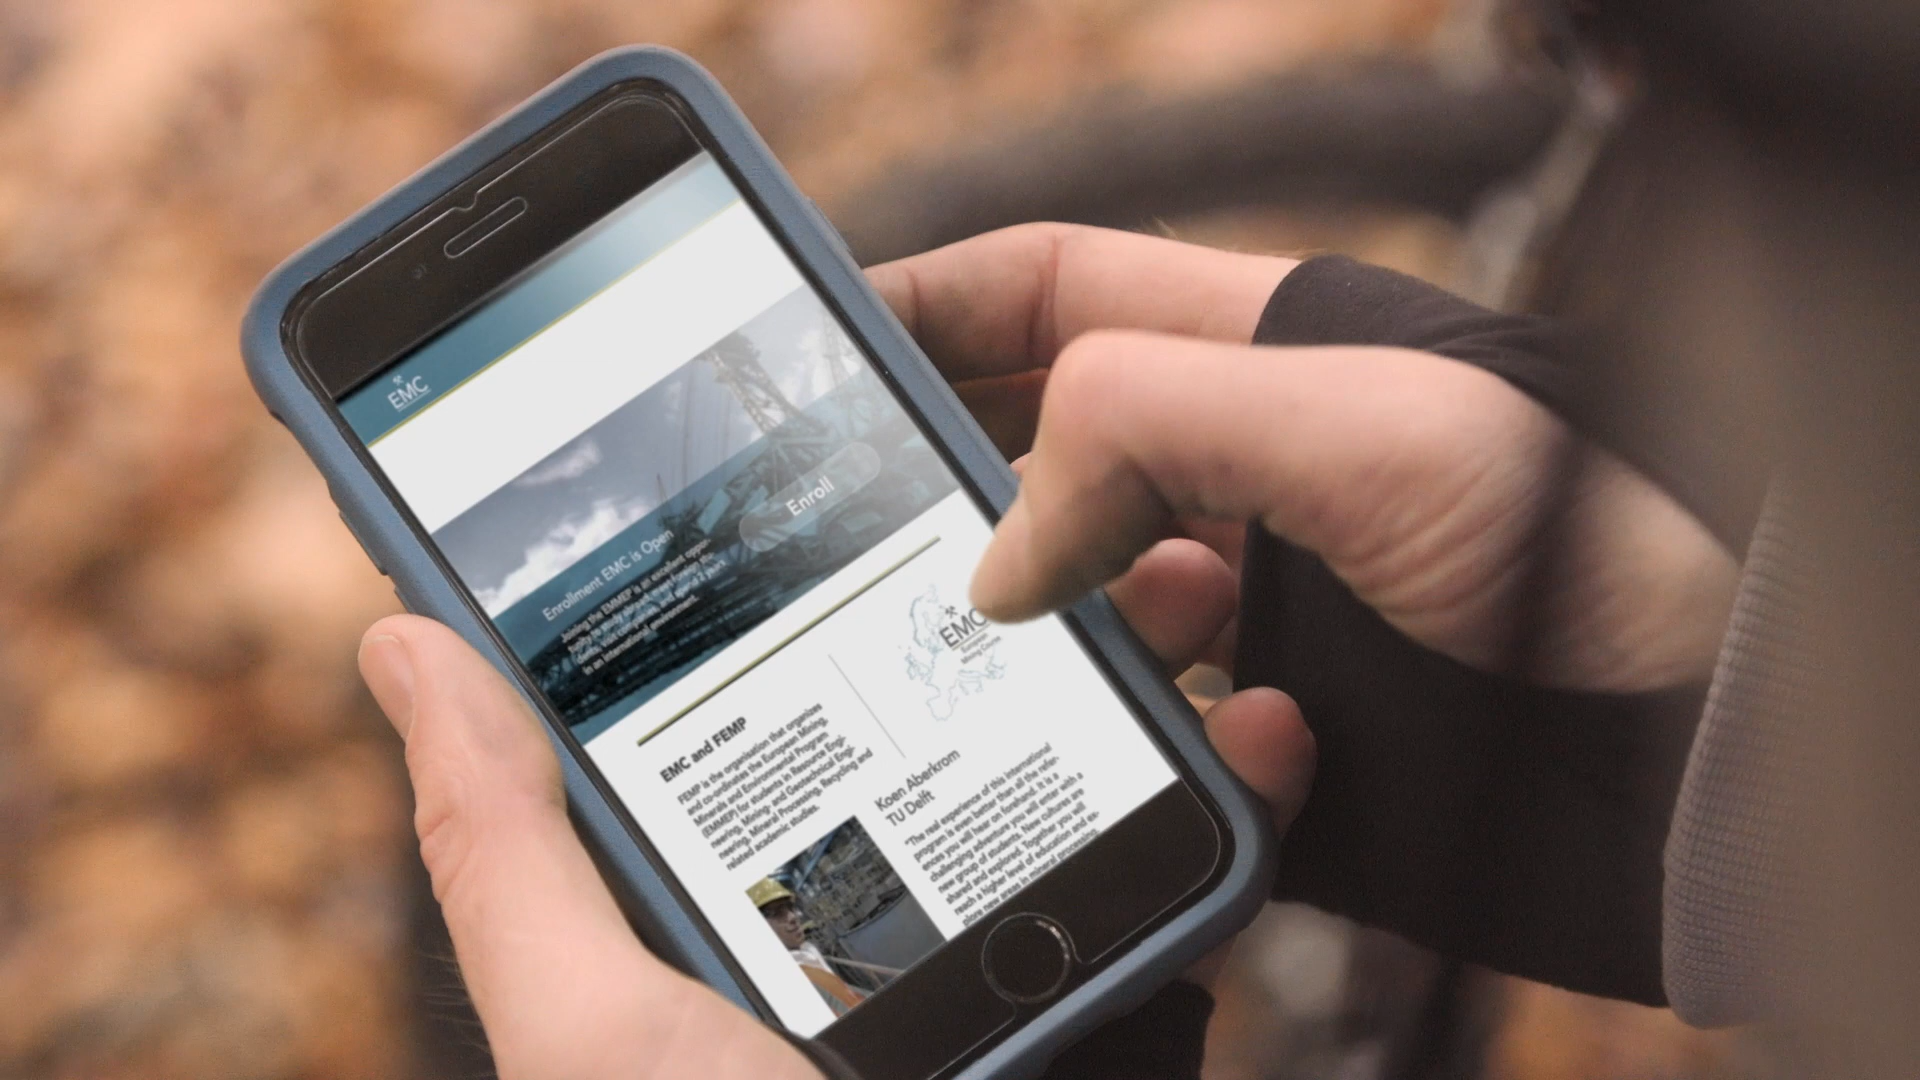 EMC
Enroll
Enrollment EMC is Open
Joining the EMMEP is an excellent oppor-
tunity to study abroad, meet foreign stu-
dents, visit companies, and spend 2 years
in an international environment.
EMC
European
Mining Course
EMC and FEMP
FEMP is the organisation that organizes
and co-ordinates the European Mining,
Minerals and Environmental Program
(EMMEP) for students in Resource Engi-
neering, Mining- and Geotechnical Engi-
neering, Mineral Processing, Recycling and
related academic studies.
Koen Aberkrom
TU Delft
"The real experience of this international
program is even better than all the refer-
ences you will hear on forehand. It is a
challenging adventure you will enter with a
new group of students. New cultures are
shared and explored. Together you will
reach a higher level of education and ex-
plore new areas in mineral processing